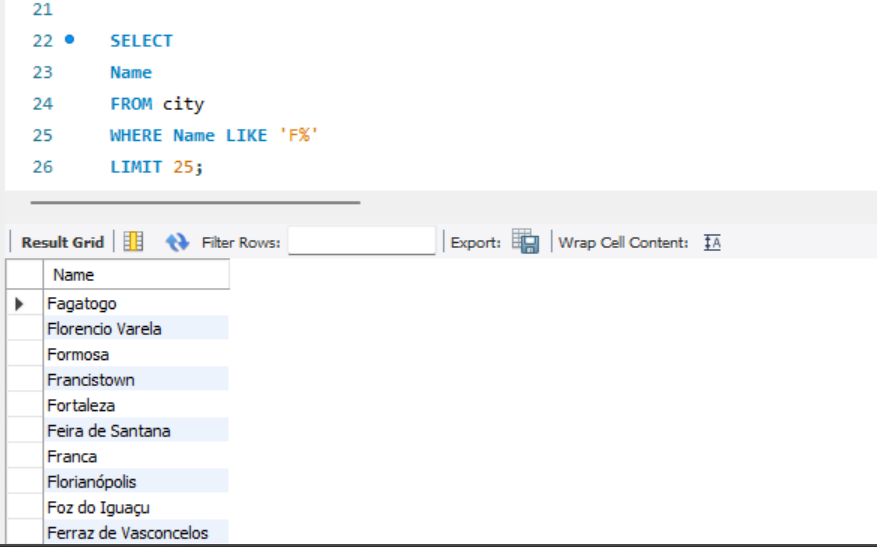 21
22 SELECT
23 Name
24 FROM city
25 WHERE Name LIKE 'F%'
26 LIMIT 25;
Result Grid Filter Rows: Export: Wrap Cell Content: IA
Name
Fagatogo
Florencio Varela
Formosa
Francistown
Fortaleza
Feira de Santana
Franca
Florianópolis
Foz do Iguaçu
Ferraz de Vasconcelos